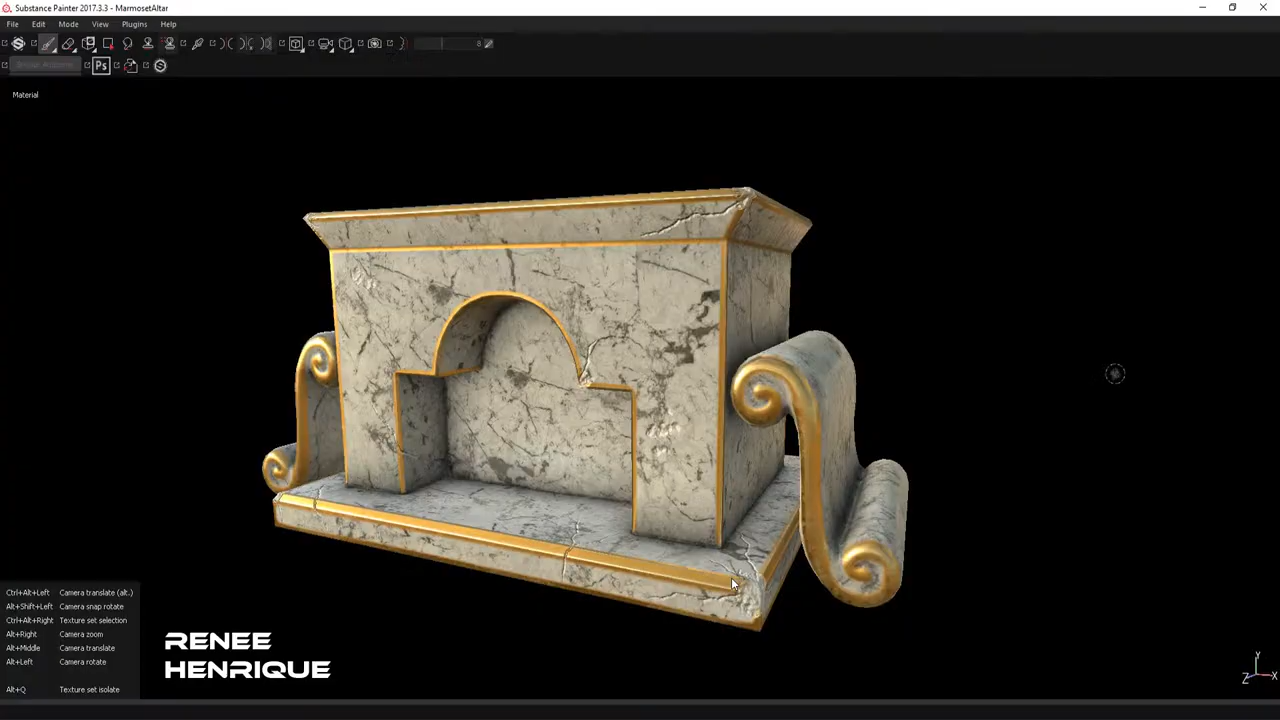 Substance Painter 2017.3.3 - MarmosetAltar
File Edit Mode View Plugins Help
8
Ps
Material
Ctrl+Alt+Left Camera translate (alt.)
Alt+Shift+Left Camera snap rotate
Ctrl+Alt+Right Texture set selection
Alt+Right Camera zoom
Alt+Middle Camera translate
Alt+Left Camera rotate
Alt+Q Texture set isolate
RENEE
HENRIQUE
Y
Z X